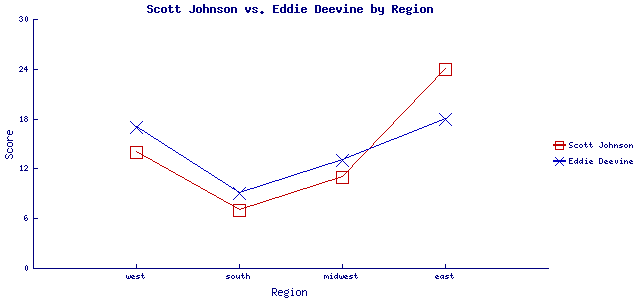 Scott Johnson vs. Eddie Deevine by Region
30
24
18
12
6
0
Score
west south midwest east
Region
Scott Johnson
Eddie Deevine